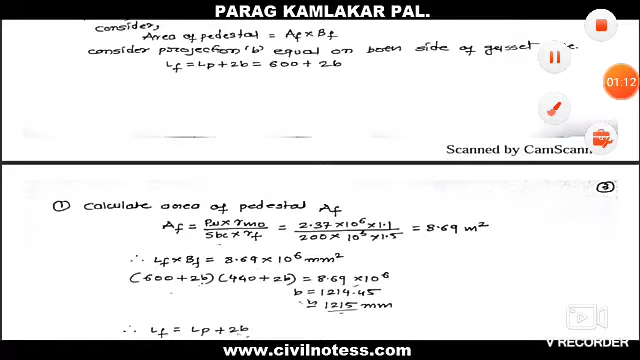 PARAG KAMLAKAR PAL.
consider,
Area of pedestal = Af × Bf
consider projection 'b' equal on both side of gusset
Lf = Lp + 2b = 600 + 2b
01:12
Scanned by CamScann
③
① Calculate area of pedestal Af
Af = Pu × γm0 / Sbc × γf = 2.37 × 10⁶ × 1.1 / 200 × 10³ × 1.5 = 8.69 m²
∴ Lf × Bf = 8.69 × 10⁶ mm²
(600 + 2b) (440 + 2b) = 8.69 × 10⁶
b = 1214.45
≈ 1215 mm
∴ Lf = Lp + 2b
V RECORDER
www.civilnotess.com